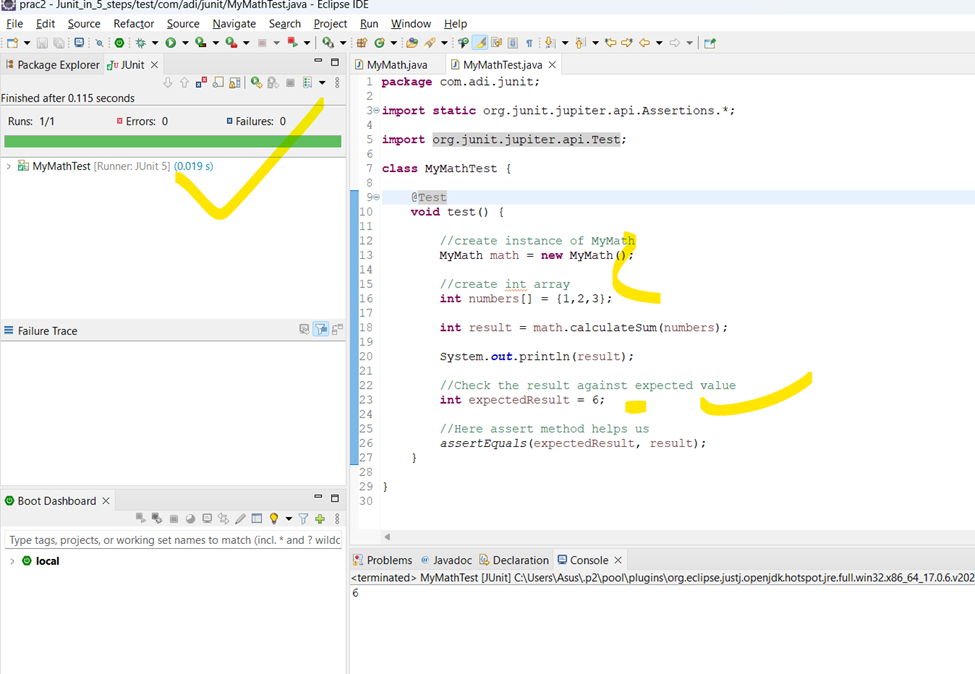 prac2 - Junit_in_5_steps/test/com/adi/junit/MyMathTest.java - Eclipse IDE
File Edit Source Refactor Source Navigate Search Project Run Window Help
Package Explorer JUnit
Finished after 0.115 seconds
Runs: 1/1 Errors: 0 Failures: 0
MyMathTest [Runner: JUnit 5] (0.019 s)
Failure Trace
Boot Dashboard
Type tags, projects, or working set names to match (incl. * and ? wildc
local
MyMath.java MyMathTest.java
1 package com.adi.junit;
2
3 import static org.junit.jupiter.api.Assertions.*;
4
5 import org.junit.jupiter.api.Test;
6
7 class MyMathTest {
8
9 @Test
10 void test() {
11
12 //create instance of MyMath
13 MyMath math = new MyMath();
14
15 //create int array
16 int numbers[] = {1,2,3};
17
18 int result = math.calculateSum(numbers);
19
20 System.out.println(result);
21
22 //Check the result against expected value
23 int expectedResult = 6;
24
25 //Here assert method helps us
26 assertEquals(expectedResult, result);
27 }
28
29 }
30
Problems Javadoc Declaration Console
<terminated> MyMathTest [JUnit] C:\Users\Asus\.p2\pool\plugins\org.eclipse.justj.openjdk.hotspot.jre.full.win32.x86_64_17.0.6.v202
6